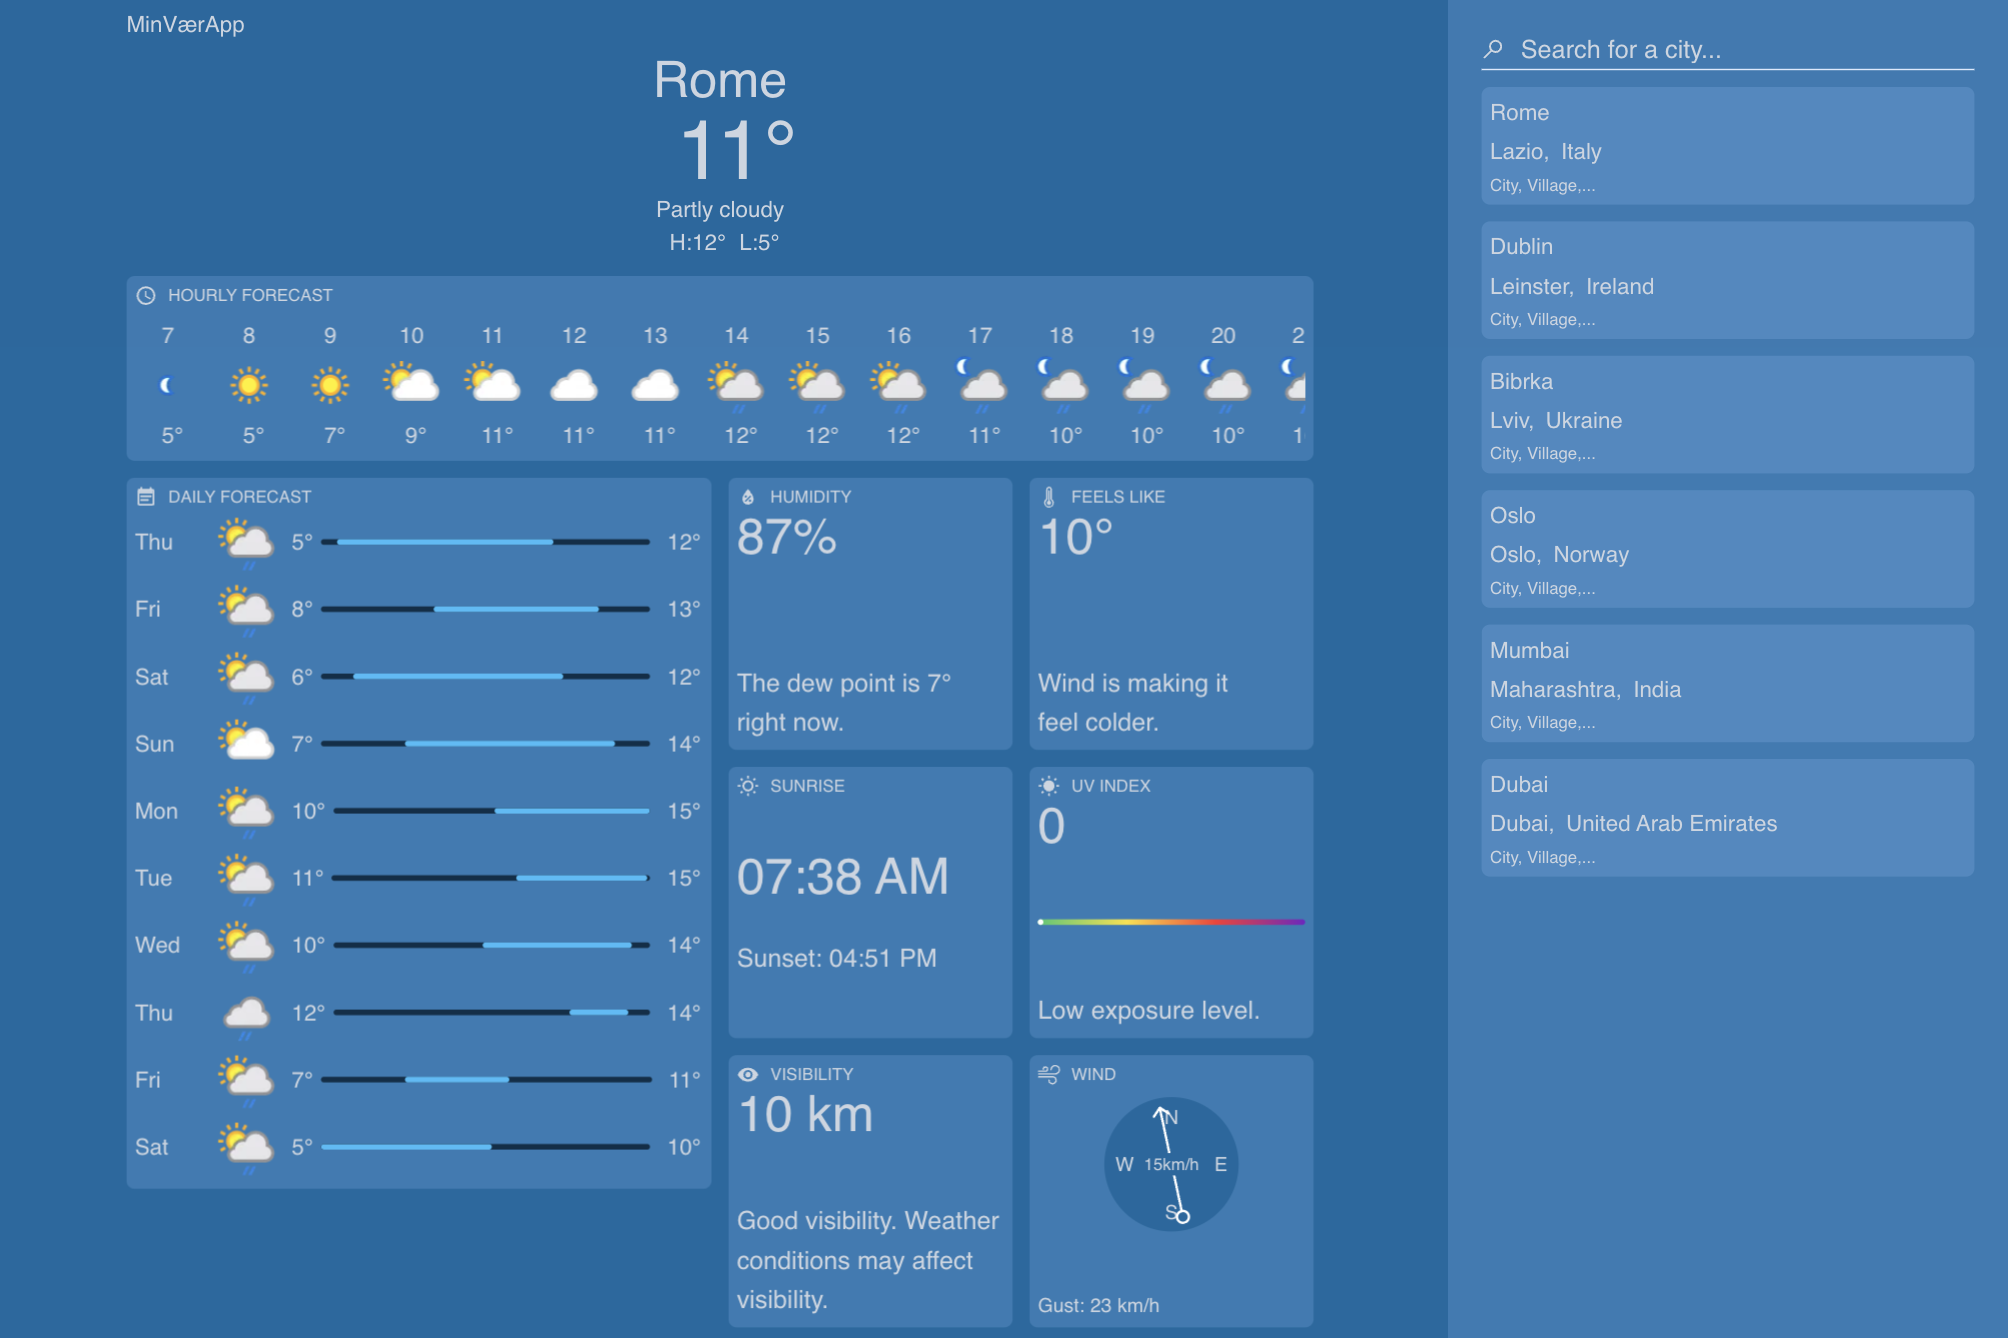 MinVærApp
Rome
11°
Partly cloudy
H:12° L:5°
HOURLY FORECAST
7 8 9 10 11 12 13 14 15 16 17 18 19 20 2
5° 5° 7° 9° 11° 11° 11° 12° 12° 12° 11° 10° 10° 10° 1
DAILY FORECAST
Thu 5° 12°
Fri 8° 13°
Sat 6° 12°
Sun 7° 14°
Mon 10° 15°
Tue 11° 15°
Wed 10° 14°
Thu 12° 14°
Fri 7° 11°
Sat 5° 10°
HUMIDITY
87%
The dew point is 7°
right now.
FEELS LIKE
10°
Wind is making it
feel colder.
SUNRISE
07:38 AM
Sunset: 04:51 PM
UV INDEX
0
Low exposure level.
VISIBILITY
10 km
Good visibility. Weather
conditions may affect
visibility.
WIND
N
W 15km/h E
S
Gust: 23 km/h
Search for a city...
Rome
Lazio, Italy
City, Village,...
Dublin
Leinster, Ireland
City, Village,...
Bibrka
Lviv, Ukraine
City, Village,...
Oslo
Oslo, Norway
City, Village,...
Mumbai
Maharashtra, India
City, Village,...
Dubai
Dubai, United Arab Emirates
City, Village,...